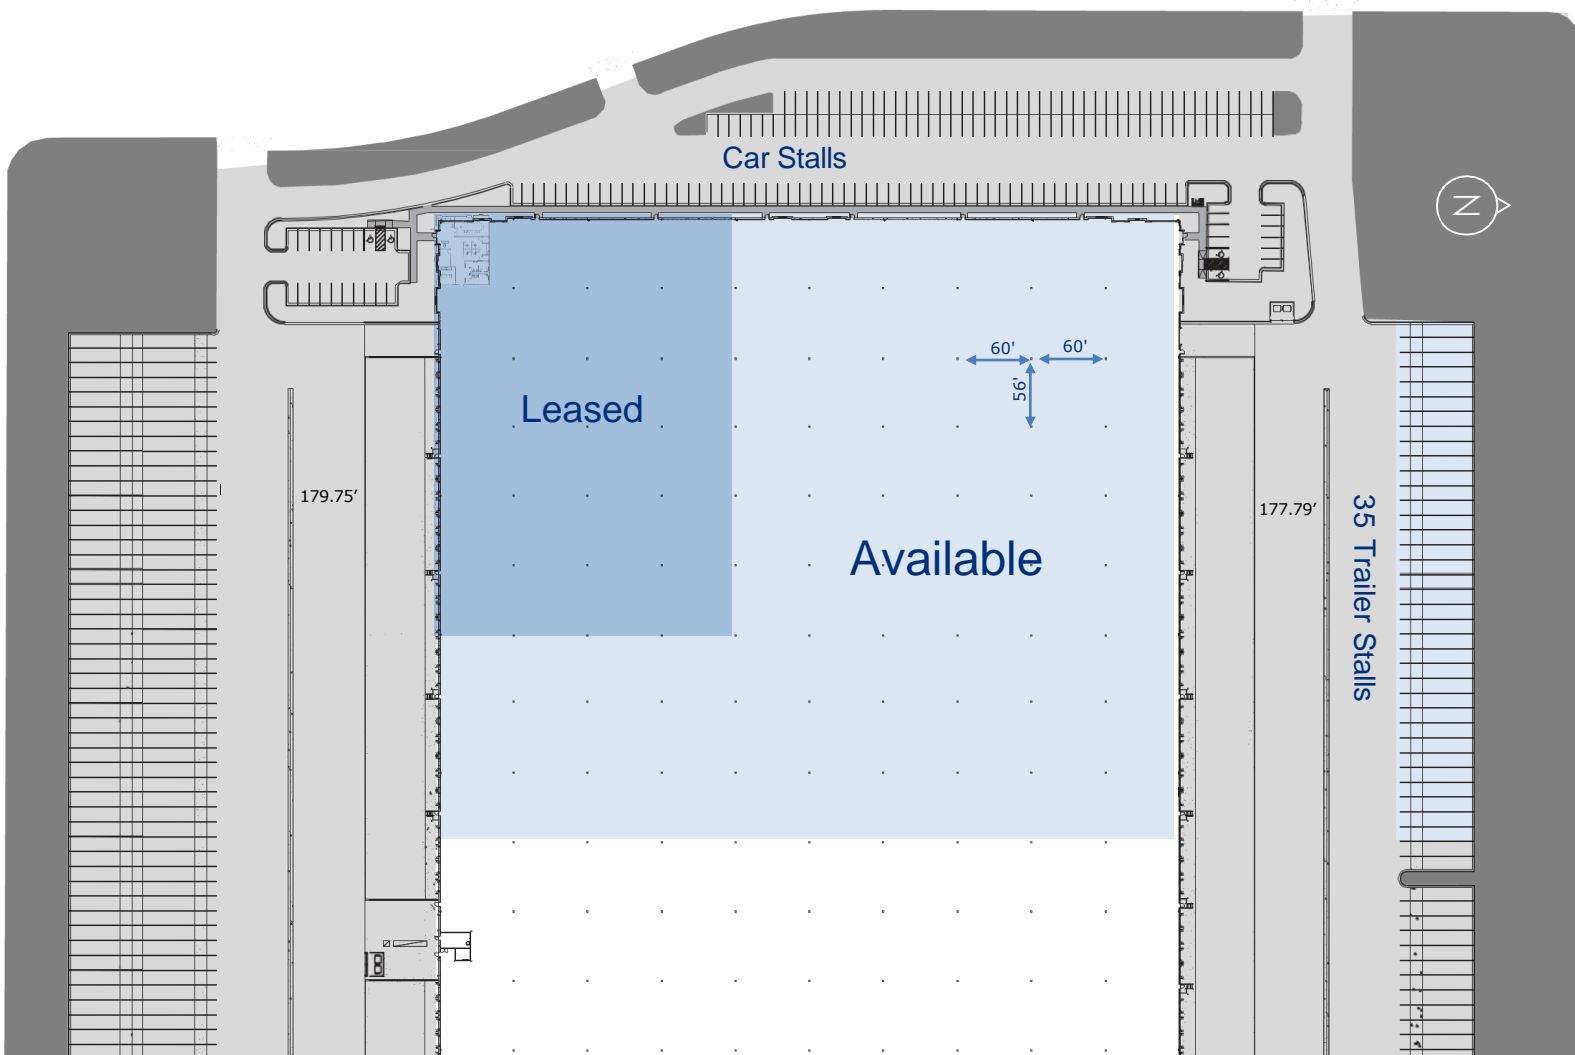 Car Stalls
N
60'
60'
56'
Leased
179.75’
177.79’
35 Trailer Stalls
Available